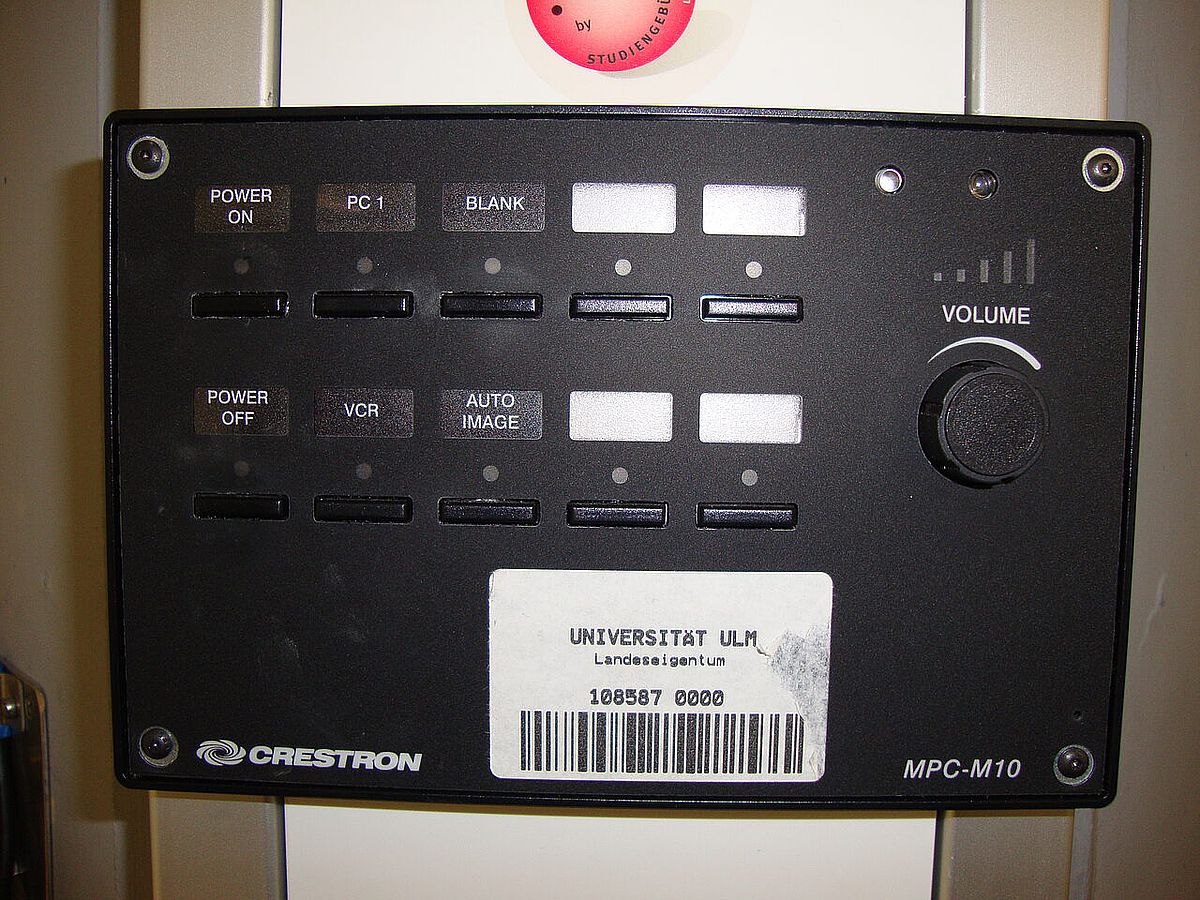 by
STUDIENGEBÜ
POWER
ON
PC 1
BLANK
VOLUME
POWER
OFF
VCR
AUTO
IMAGE
UNIVERSITÄT ULM
Landeseigentum
108587 0000
CRESTRON
MPC-M10